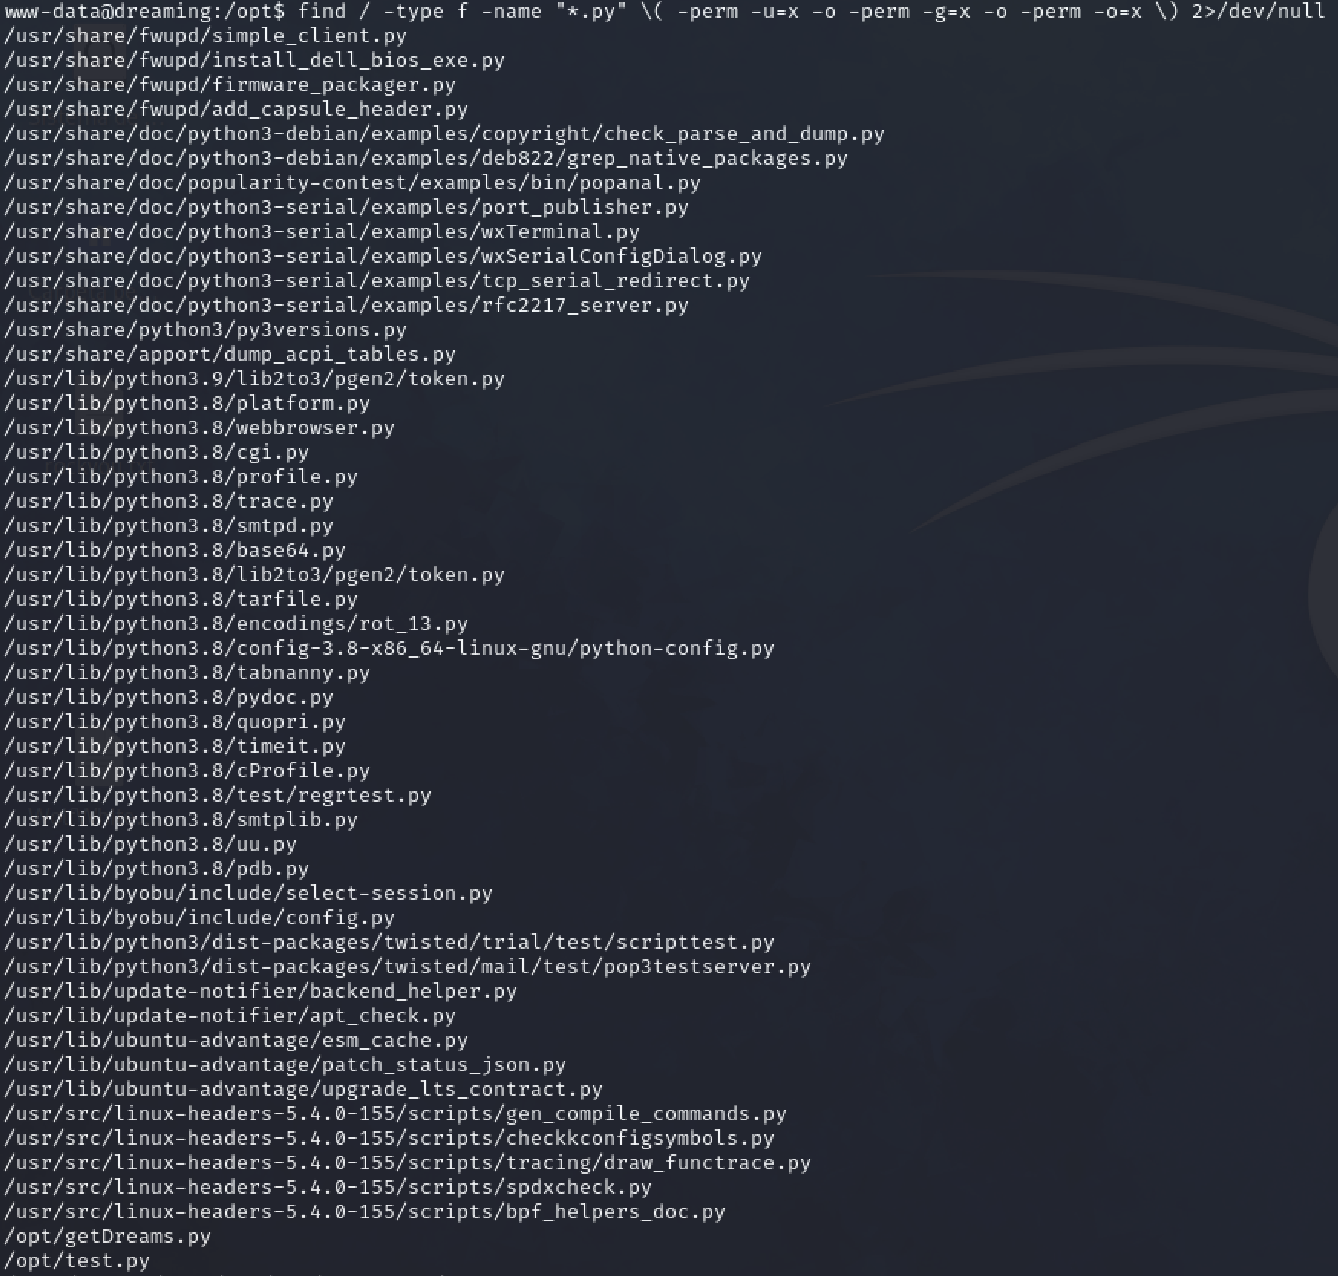 www-data@dreaming:/opt$ find / -type f -name "*.py" \( -perm -u=x -o -perm -g=x -o -perm -o=x \) 2>/dev/null
/usr/share/fwupd/simple_client.py
/usr/share/fwupd/install_dell_bios_exe.py
/usr/share/fwupd/firmware_packager.py
/usr/share/fwupd/add_capsule_header.py
/usr/share/doc/python3-debian/examples/copyright/check_parse_and_dump.py
/usr/share/doc/python3-debian/examples/deb822/grep_native_packages.py
/usr/share/doc/popularity-contest/examples/bin/popanal.py
/usr/share/doc/python3-serial/examples/port_publisher.py
/usr/share/doc/python3-serial/examples/wxTerminal.py
/usr/share/doc/python3-serial/examples/wxSerialConfigDialog.py
/usr/share/doc/python3-serial/examples/tcp_serial_redirect.py
/usr/share/doc/python3-serial/examples/rfc2217_server.py
/usr/share/python3/py3versions.py
/usr/share/apport/dump_acpi_tables.py
/usr/lib/python3.9/lib2to3/pgen2/token.py
/usr/lib/python3.8/platform.py
/usr/lib/python3.8/webbrowser.py
/usr/lib/python3.8/cgi.py
/usr/lib/python3.8/profile.py
/usr/lib/python3.8/trace.py
/usr/lib/python3.8/smtpd.py
/usr/lib/python3.8/base64.py
/usr/lib/python3.8/lib2to3/pgen2/token.py
/usr/lib/python3.8/tarfile.py
/usr/lib/python3.8/encodings/rot_13.py
/usr/lib/python3.8/config-3.8-x86_64-linux-gnu/python-config.py
/usr/lib/python3.8/tabnanny.py
/usr/lib/python3.8/pydoc.py
/usr/lib/python3.8/quopri.py
/usr/lib/python3.8/timeit.py
/usr/lib/python3.8/cProfile.py
/usr/lib/python3.8/test/regrtest.py
/usr/lib/python3.8/smtplib.py
/usr/lib/python3.8/uu.py
/usr/lib/python3.8/pdb.py
/usr/lib/byobu/include/select-session.py
/usr/lib/byobu/include/config.py
/usr/lib/python3/dist-packages/twisted/trial/test/scripttest.py
/usr/lib/python3/dist-packages/twisted/mail/test/pop3testserver.py
/usr/lib/update-notifier/backend_helper.py
/usr/lib/update-notifier/apt_check.py
/usr/lib/ubuntu-advantage/esm_cache.py
/usr/lib/ubuntu-advantage/patch_status_json.py
/usr/lib/ubuntu-advantage/upgrade_lts_contract.py
/usr/src/linux-headers-5.4.0-155/scripts/gen_compile_commands.py
/usr/src/linux-headers-5.4.0-155/scripts/checkkconfigsymbols.py
/usr/src/linux-headers-5.4.0-155/scripts/tracing/draw_functrace.py
/usr/src/linux-headers-5.4.0-155/scripts/spdxcheck.py
/usr/src/linux-headers-5.4.0-155/scripts/bpf_helpers_doc.py
/opt/getDreams.py
/opt/test.py